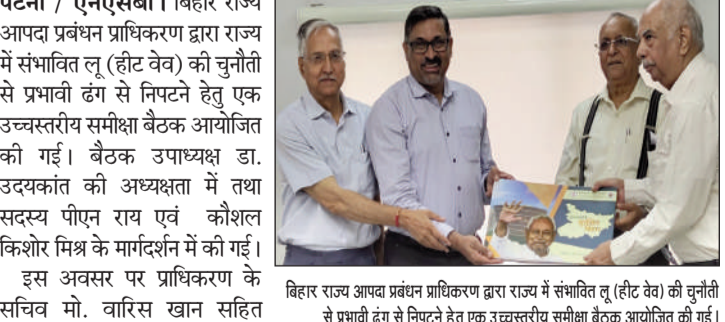 पटना / एनएसबी। बिहार राज्य
आपदा प्रबंधन प्राधिकरण द्वारा राज्य
में संभावित लू (हीट वेव) की चुनौती
से प्रभावी ढंग से निपटने हेतु एक
उच्चस्तरीय समीक्षा बैठक आयोजित
की गई। बैठक उपाध्यक्ष डा.
उदयकांत की अध्यक्षता में तथा
सदस्य पीएन राय एवं कौशल
किशोर मिश्र के मार्गदर्शन में की गई।
इस अवसर पर प्राधिकरण के
सचिव मो. वारिस खान सहित
बिहार राज्य आपदा प्रबंधन प्राधिकरण द्वारा राज्य में संभावित लू (हीट वेव) की चुनौती
से प्रभावी ढंग से निपटने हेतु एक उच्चस्तरीय समीक्षा बैठक आयोजित की गई।